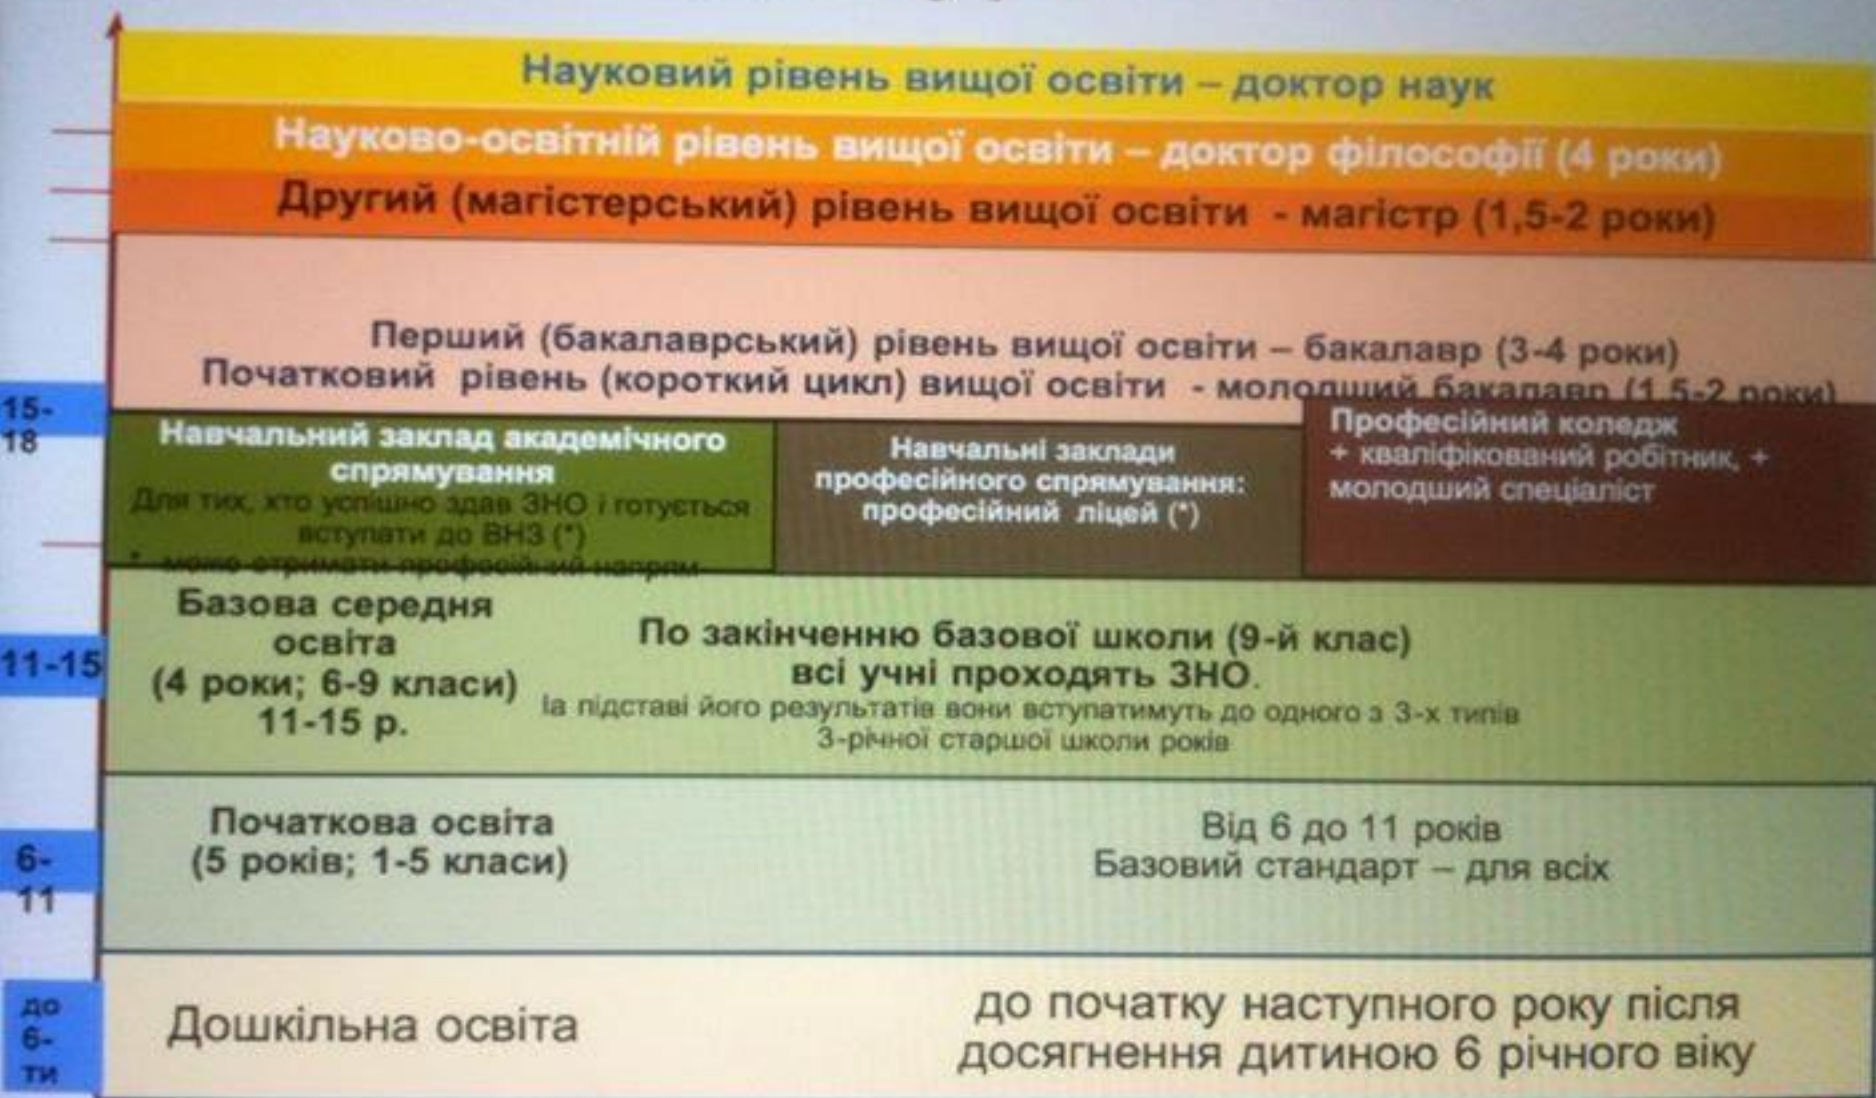 Науковий рівень вищої освіти – доктор наук
Науково-освітній рівень вищої освіти – доктор філософії (4 роки)
Другий (магістерський) рівень вищої освіти - магістр (1,5-2 роки)
Перший (бакалаврський) рівень вищої освіти – бакалавр (3-4 роки)
Початковий рівень (короткий цикл) вищої освіти - молодший бакалавр (1,5-2 роки)
15-
18
Навчальний заклад академічного
спрямування
Для тих, хто успішно здав ЗНО і готується
вступати до ВНЗ (*)
* може отримати професійний напрям
Навчальні заклади
професійного спрямування:
професійний ліцей (*)
Професійний коледж
+ кваліфікований робітник, +
молодший спеціаліст
11-15
Базова середня
освіта
(4 роки; 6-9 класи)
11-15 р.
По закінченню базової школи (9-й клас)
всі учні проходять ЗНО.
підставі його результатів вони вступатимуть до одного з 3-х типів
3-річної старшої школи років
6-
11
Початкова освіта
(5 років; 1-5 класи)
Від 6 до 11 років
Базовий стандарт – для всіх
до
6-
ти
Дошкільна освіта
до початку наступного року після
досягнення дитиною 6 річного віку